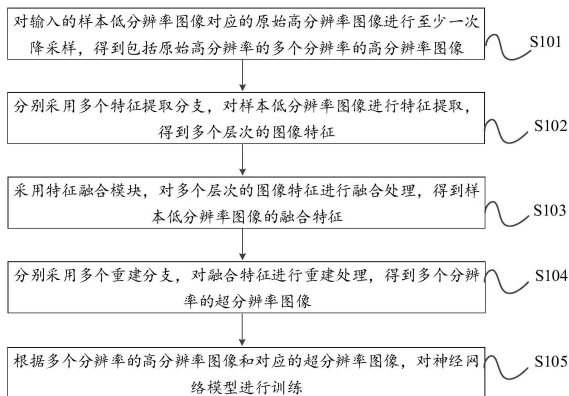 对输入的样本低分辨率图像对应的原始高分辨率图像进行至少一次
降采样，得到包括原始高分辨率的多个分辨率的高分辨率图像
S101
分别采用多个特征提取分支，对样本低分辨率图像进行特征提取，
得到多个层次的图像特征
S102
采用特征融合模块，对多个层次的图像特征进行融合处理，得到样
本低分辨率图像的融合特征
S103
分别采用多个重建分支，对融合特征进行重建处理，得到多个分辨
率的超分辨率图像
S104
根据多个分辨率的高分辨率图像和对应的超分辨率图像，对神经网
络模型进行训练
S105